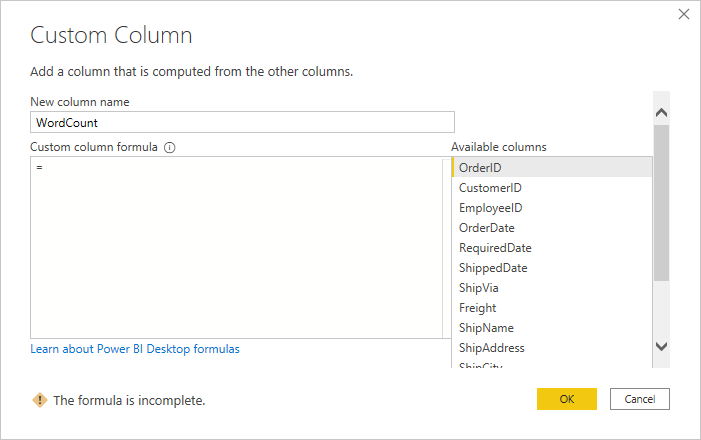 Custom Column
Add a column that is computed from the other columns.
New column name
WordCount
Custom column formula
=
Available columns
OrderID
CustomerID
EmployeeID
OrderDate
RequiredDate
ShippedDate
ShipVia
Freight
ShipName
ShipAddress
ShipCity
Learn about Power BI Desktop formulas
The formula is incomplete.
OK
Cancel